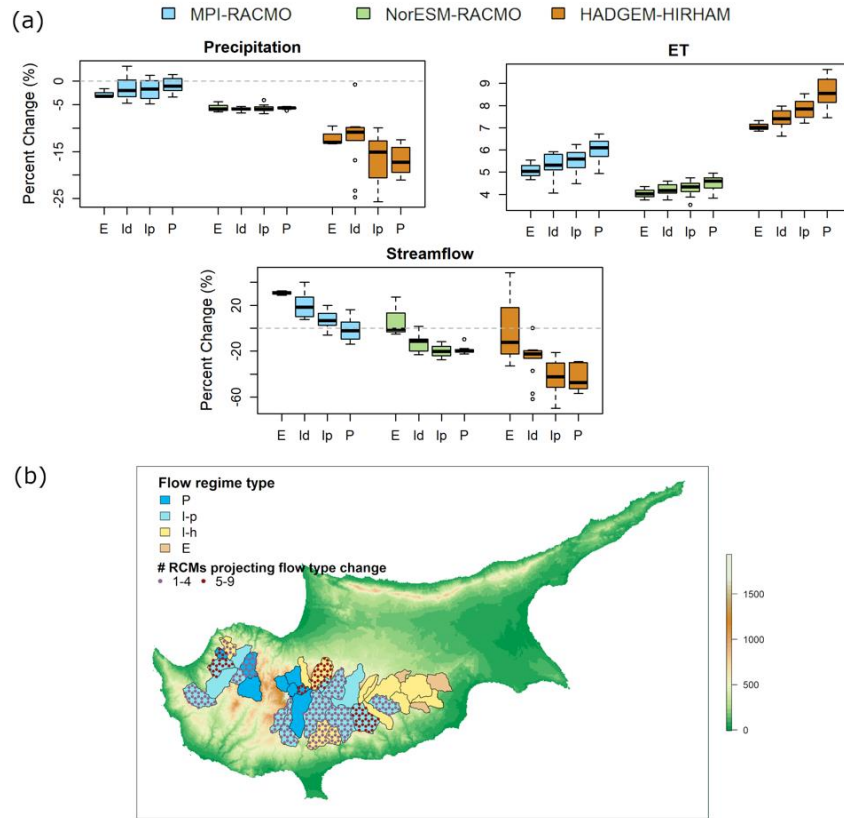 (a)
MPI-RACMO NorESM-RACMO HADGEM-HIRHAM
Precipitation
Percent Change (%)
0
-5
-15
-25
E Id Ip P E Id Ip P E Id Ip P
ET
9
8
7
6
5
4
E Id Ip P E Id Ip P E Id Ip P
Streamflow
Percent Change (%)
20
-20
-60
E Id Ip P E Id Ip P E Id Ip P
(b)
Flow regime type
P
I-p
I-h
E
# RCMs projecting flow type change
1-4 5-9
1500
1000
500
0